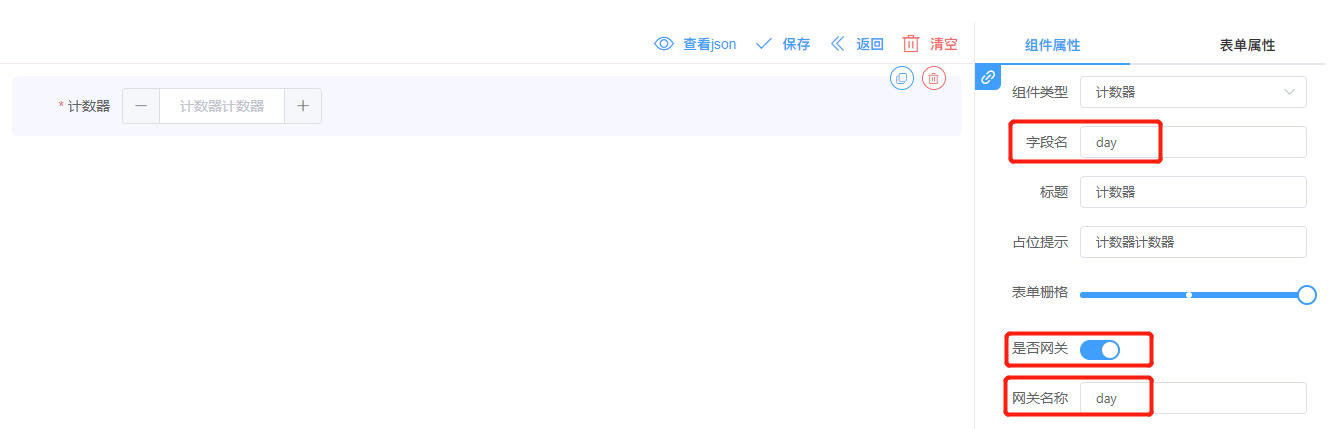 查看json 保存 返回 清空
* 计数器 计数器计数器
组件属性 表单属性
组件类型 计数器
字段名 day
标题 计数器
占位提示 计数器计数器
表单栅格
是否网关
网关名称 day